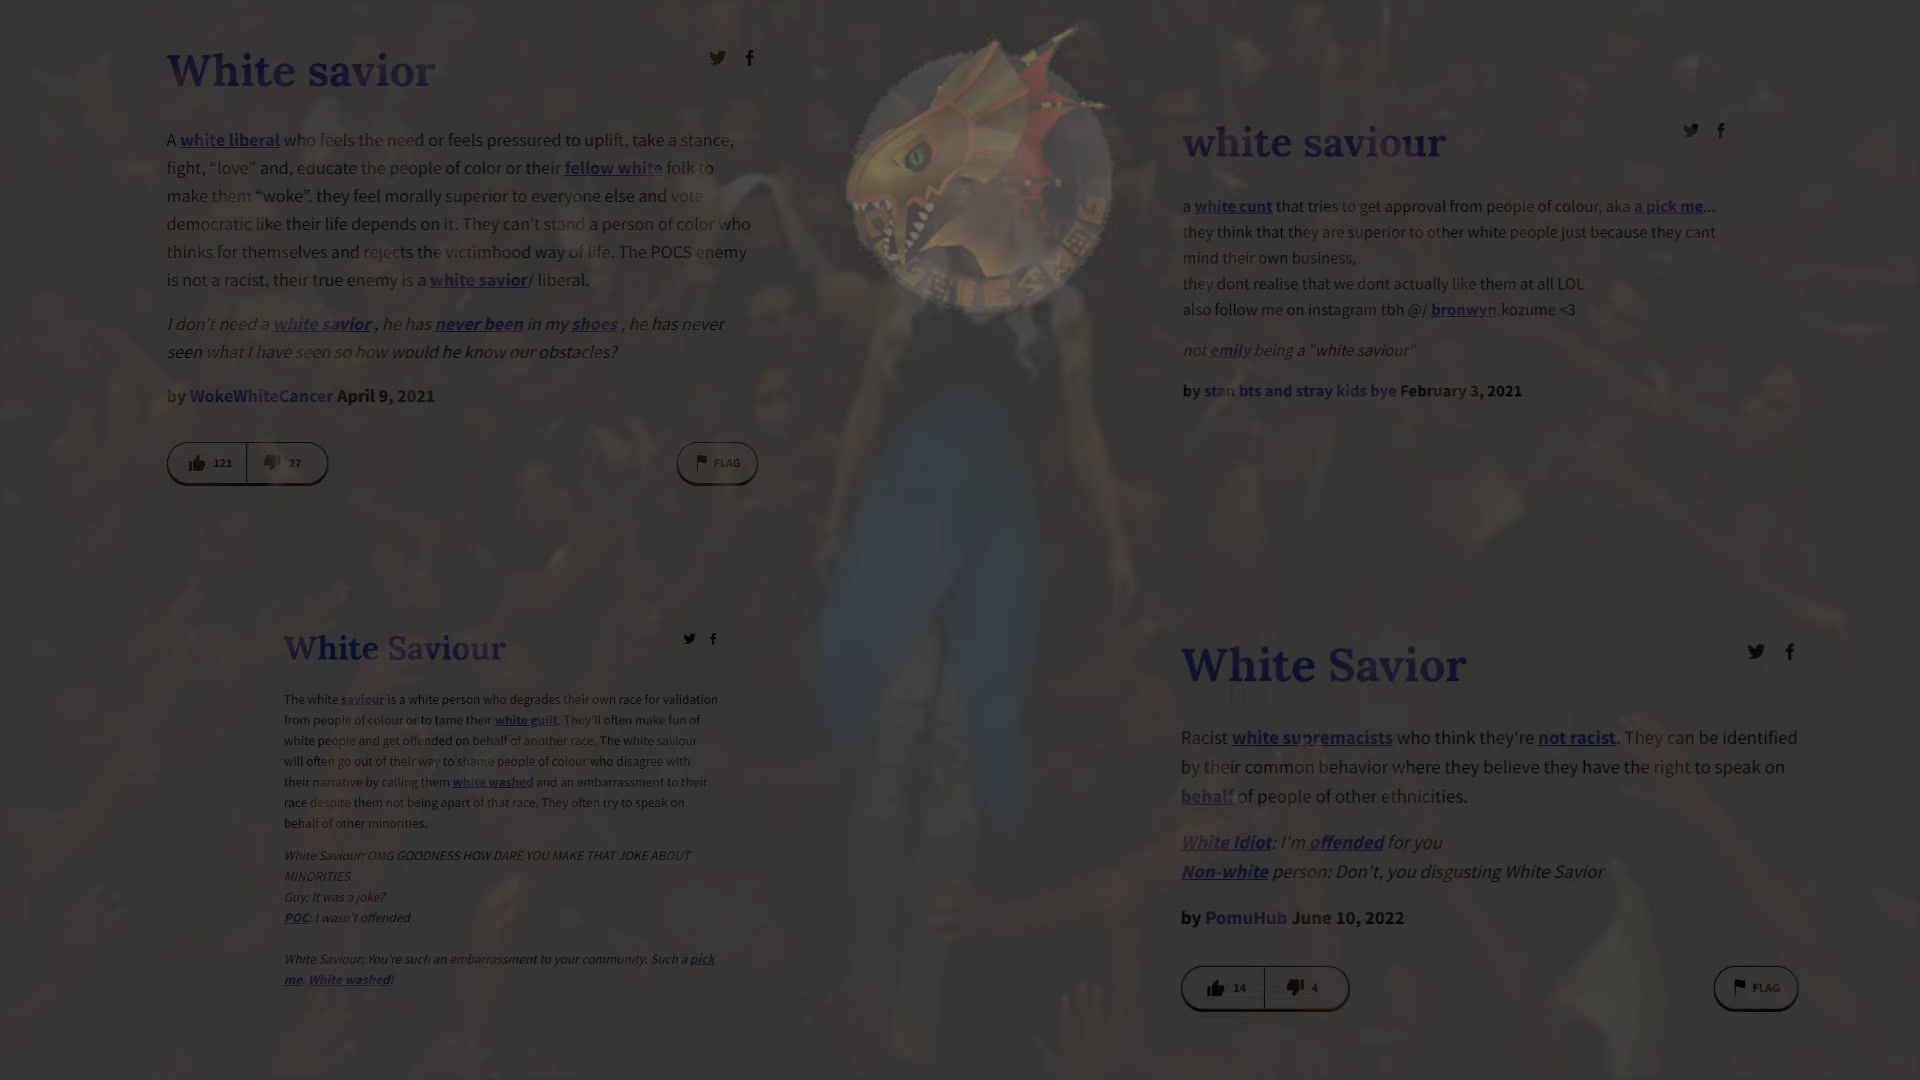 White savior
A white liberal who feels the need or feels pressured to uplift, take a stance,
fight, “love” and, educate the people of color or their fellow white folk to
make them “woke”. they feel morally superior to everyone else and vote
democratic like their life depends on it. They can’t stand a person of color who
thinks for themselves and rejects the victimhood way of life. The POCS enemy
is not a racist, their true enemy is a white savior/ liberal.
I don’t need a white savior , he has never been in my shoes , he has never
seen what I have seen so how would he know our obstacles?
by WokeWhiteCancer April 9, 2021
121 27
FLAG
white saviour
a white cunt that tries to get approval from people of colour, aka a pick me...
they think that they are superior to other white people just because they cant
mind their own business,
they dont realise that we dont actually like them at all LOL
also follow me on instagram tbh @/ bronwyn.kozume <3
not emily being a "white saviour"
by stan bts and stray kids bye February 3, 2021
White Saviour
The white saviour is a white person who degrades their own race for validation
from people of colour or to tame their white guilt. They’ll often make fun of
white people and get offended on behalf of another race. The white saviour
will often go out of their way to shame people of colour who disagree with
their narrative by calling them white washed and an embarrassment to their
race despite them not being apart of that race. They often try to speak on
behalf of other minorities.
White Saviour: OMG GOODNESS HOW DARE YOU MAKE THAT JOKE ABOUT
MINORITIES
Guy: It was a joke?
POC: I wasn’t offended
White Saviour: You’re such an embarrassment to your community. Such a pick
me. White washed!
White Savior
Racist white supremacists who think they’re not racist. They can be identified
by their common behavior where they believe they have the right to speak on
behalf of people of other ethnicities.
White Idiot: I’m offended for you
Non-white person: Don’t, you disgusting White Savior
by PomuHub June 10, 2022
14 4
FLAG